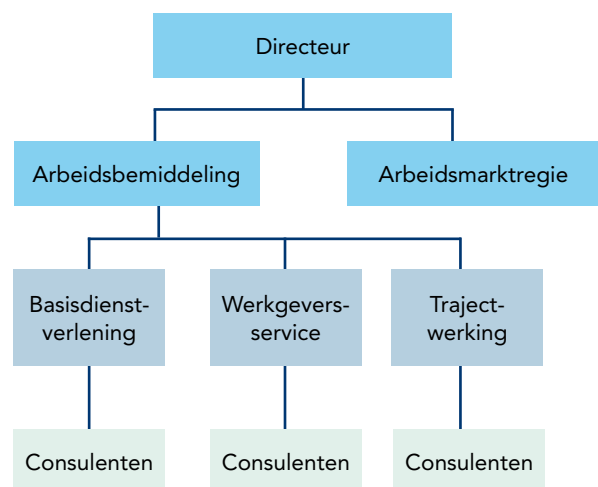 Directeur
Arbeidsbemiddeling
Arbeidsmarktregie
Basisdienst-
verlening
Werkgevers-
service
Traject-
werking
Consulenten
Consulenten
Consulenten